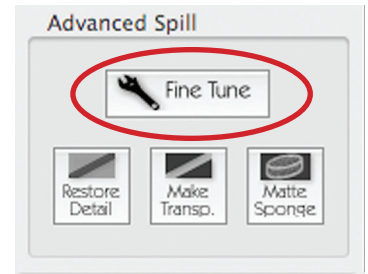 Advanced Spill
Fine Tune
Restore
Detail
Make
Transp.
Matte
Sponge